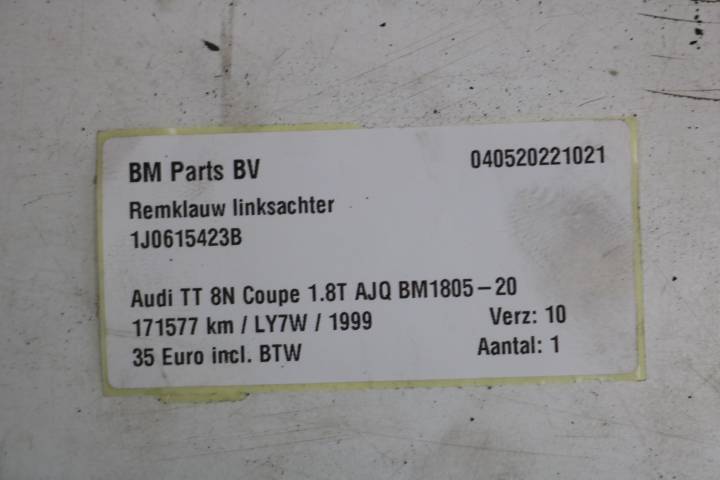 BM Parts BV 040520221021
Remklauw linksachter
1J0615423B
Audi TT 8N Coupe 1.8T AJQ BM1805-20
171577 km / LY7W / 1999 Verz: 10
35 Euro incl. BTW Aantal: 1